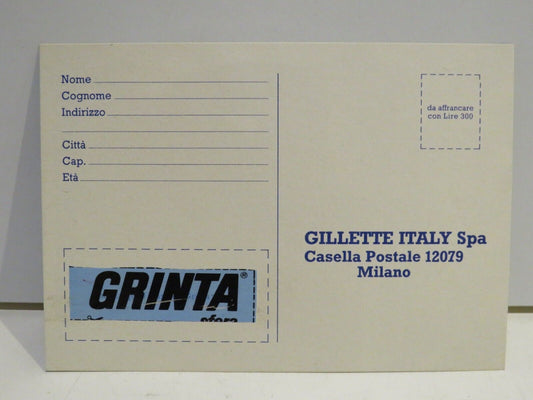 Nome
Cognome
Indirizzo
Città
Cap.
Età
da affrancare
con Lire 300
GILLETTE ITALY Spa
Casella Postale 12079
Milano
GRINTA®